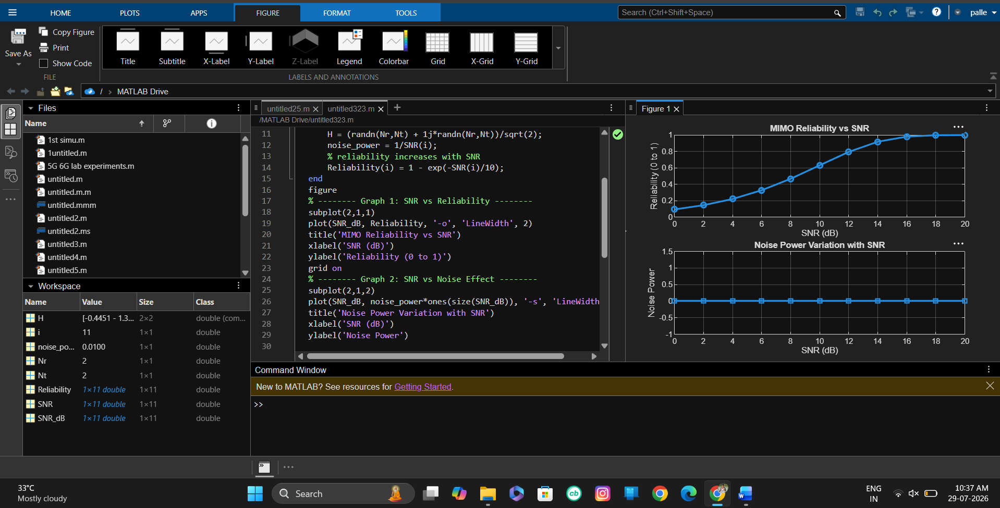 HOME PLOTS APPS FIGURE FORMAT TOOLS Search (Ctrl+Shift+Space) ? palle
Save As
Copy Figure
Print
Show Code
FILE
Title Subtitle X-Label Y-Label Z-Label Legend Colorbar Grid X-Grid Y-Grid
LABELS AND ANNOTATIONS
/ > MATLAB Drive
Files
Name
1st simu.m
1untitled.m
5G 6G lab experiments.m
untitled.m
untitled.m.m
untitled.mmm
untitled2.m
untitled2.ms
untitled3.m
untitled4.m
untitled5.m
Workspace
Name Value Size Class
H [-0.4451 - 1.3... 2×2 double (com...
i 11 1×1 double
noise_po... 0.0100 1×1 double
Nr 2 1×1 double
Nt 2 1×1 double
Reliability 1×11 double 1×11 double
SNR 1×11 double 1×11 double
SNR_dB 1×11 double 1×11 double
untitled25.m untitled323.m
/MATLAB Drive/untitled323.m
11 H = (randn(Nr,Nt) + 1j*randn(Nr,Nt))/sqrt(2);
12 noise_power = 1/SNR(i);
13 % reliability increases with SNR
14 Reliability(i) = 1 - exp(-SNR(i)/10);
15 end
16 figure
17 % -------- Graph 1: SNR vs Reliability --------
18 subplot(2,1,1)
19 plot(SNR_dB, Reliability, '-o', 'LineWidth', 2)
20 title('MIMO Reliability vs SNR')
21 xlabel('SNR (dB)')
22 ylabel('Reliability (0 to 1)')
23 grid on
24 % -------- Graph 2: SNR vs Noise Effect --------
25 subplot(2,1,2)
26 plot(SNR_dB, noise_power*ones(size(SNR_dB)), '-s', 'LineWidth
27 title('Noise Power Variation with SNR')
28 xlabel('SNR (dB)')
29 ylabel('Noise Power')
30
Figure 1
MIMO Reliability vs SNR
Reliability (0 to 1)
1
0.8
0.6
0.4
0.2
0
0 2 4 6 8 10 12 14 16 18 20
SNR (dB)
Noise Power Variation with SNR
Noise Power
1.5
1
0.5
0
-0.5
-1
0 2 4 6 8 10 12 14 16 18 20
SNR (dB)
Command Window
New to MATLAB? See resources for Getting Started.
>>
33°C
Mostly cloudy
Search
cb
W
ENG
IN
10:37 AM
29-07-2026